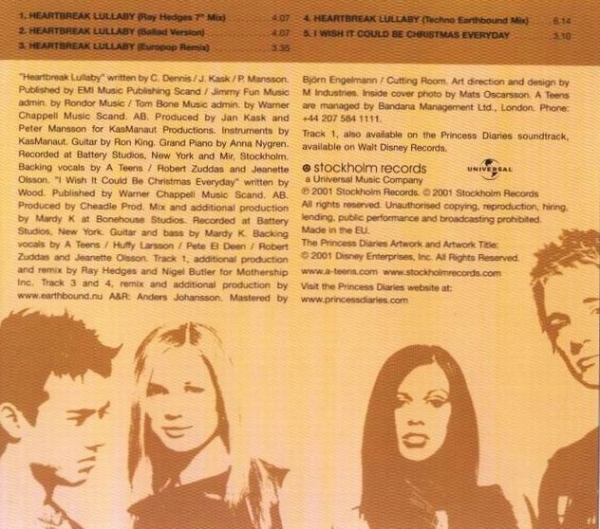 1. HEARTBREAK LULLABY (Ray Hedges 7" Mix) 4.07
2. HEARTBREAK LULLABY (Ballad Version) 4.07
3. HEARTBREAK LULLABY (Europop Remix) 3.35
4. HEARTBREAK LULLABY (Techno Earthbound Mix) 6.14
5. I WISH IT COULD BE CHRISTMAS EVERYDAY 3.10
"Heartbreak Lullaby" written by C. Dennis / J. Kask / P. Mansson.
Published by EMI Music Publishing Scand / Jimmy Fun Music
admin. by Rondor Music / Tom Bone Music admin. by Warner
Chappell Music Scand. AB. Produced by Jan Kask and
Peter Mansson for KasManaut Productions. Instruments by
KasManaut. Guitar by Ron King. Grand Piano by Anna Nygren.
Recorded at Battery Studios, New York and Mir, Stockholm.
Backing vocals by A Teens / Robert Zuddas and Jeanette
Olsson. "I Wish It Could Be Christmas Everyday" written by
Wood. Published by Warner Chappell Music Scand. AB.
Produced by Cheadle Prod. Mix and additional production
by Mardy K at Bonehouse Studios. Recorded at Battery
Studios, New York. Guitar and bass by Mardy K. Backing
vocals by A Teens / Huffy Larsson / Pete El Deen / Robert
Zuddas and Jeanette Olsson. Track 1, additional production
and remix by Ray Hedges and Nigel Butler for Mothership
Inc. Track 3 and 4, remix and additional production by
www.earthbound.nu A&R: Anders Johansson. Mastered by
Björn Engelmann / Cutting Room. Art direction and design by
M Industries. Inside cover photo by Mats Oscarsson. A Teens
are managed by Bandana Management Ltd., London. Phone:
+44 207 584 1111.
Track 1, also available on the Princess Diaries soundtrack,
available on Walt Disney Records.
stockholm records
a Universal Music Company
UNIVERSAL
℗ 2001 Stockholm Records. © 2001 Stockholm Records
All rights reserved. Unauthorised copying, reproduction, hiring,
lending, public performance and broadcasting prohibited.
Made in the EU.
The Princess Diaries Artwork and Artwork Title:
© 2001 Disney Enterprises, Inc. All Rights Reserved.
www.a-teens.com www.stockholmrecords.com
Visit the Princess Diaries website at:
www.princessdiaries.com